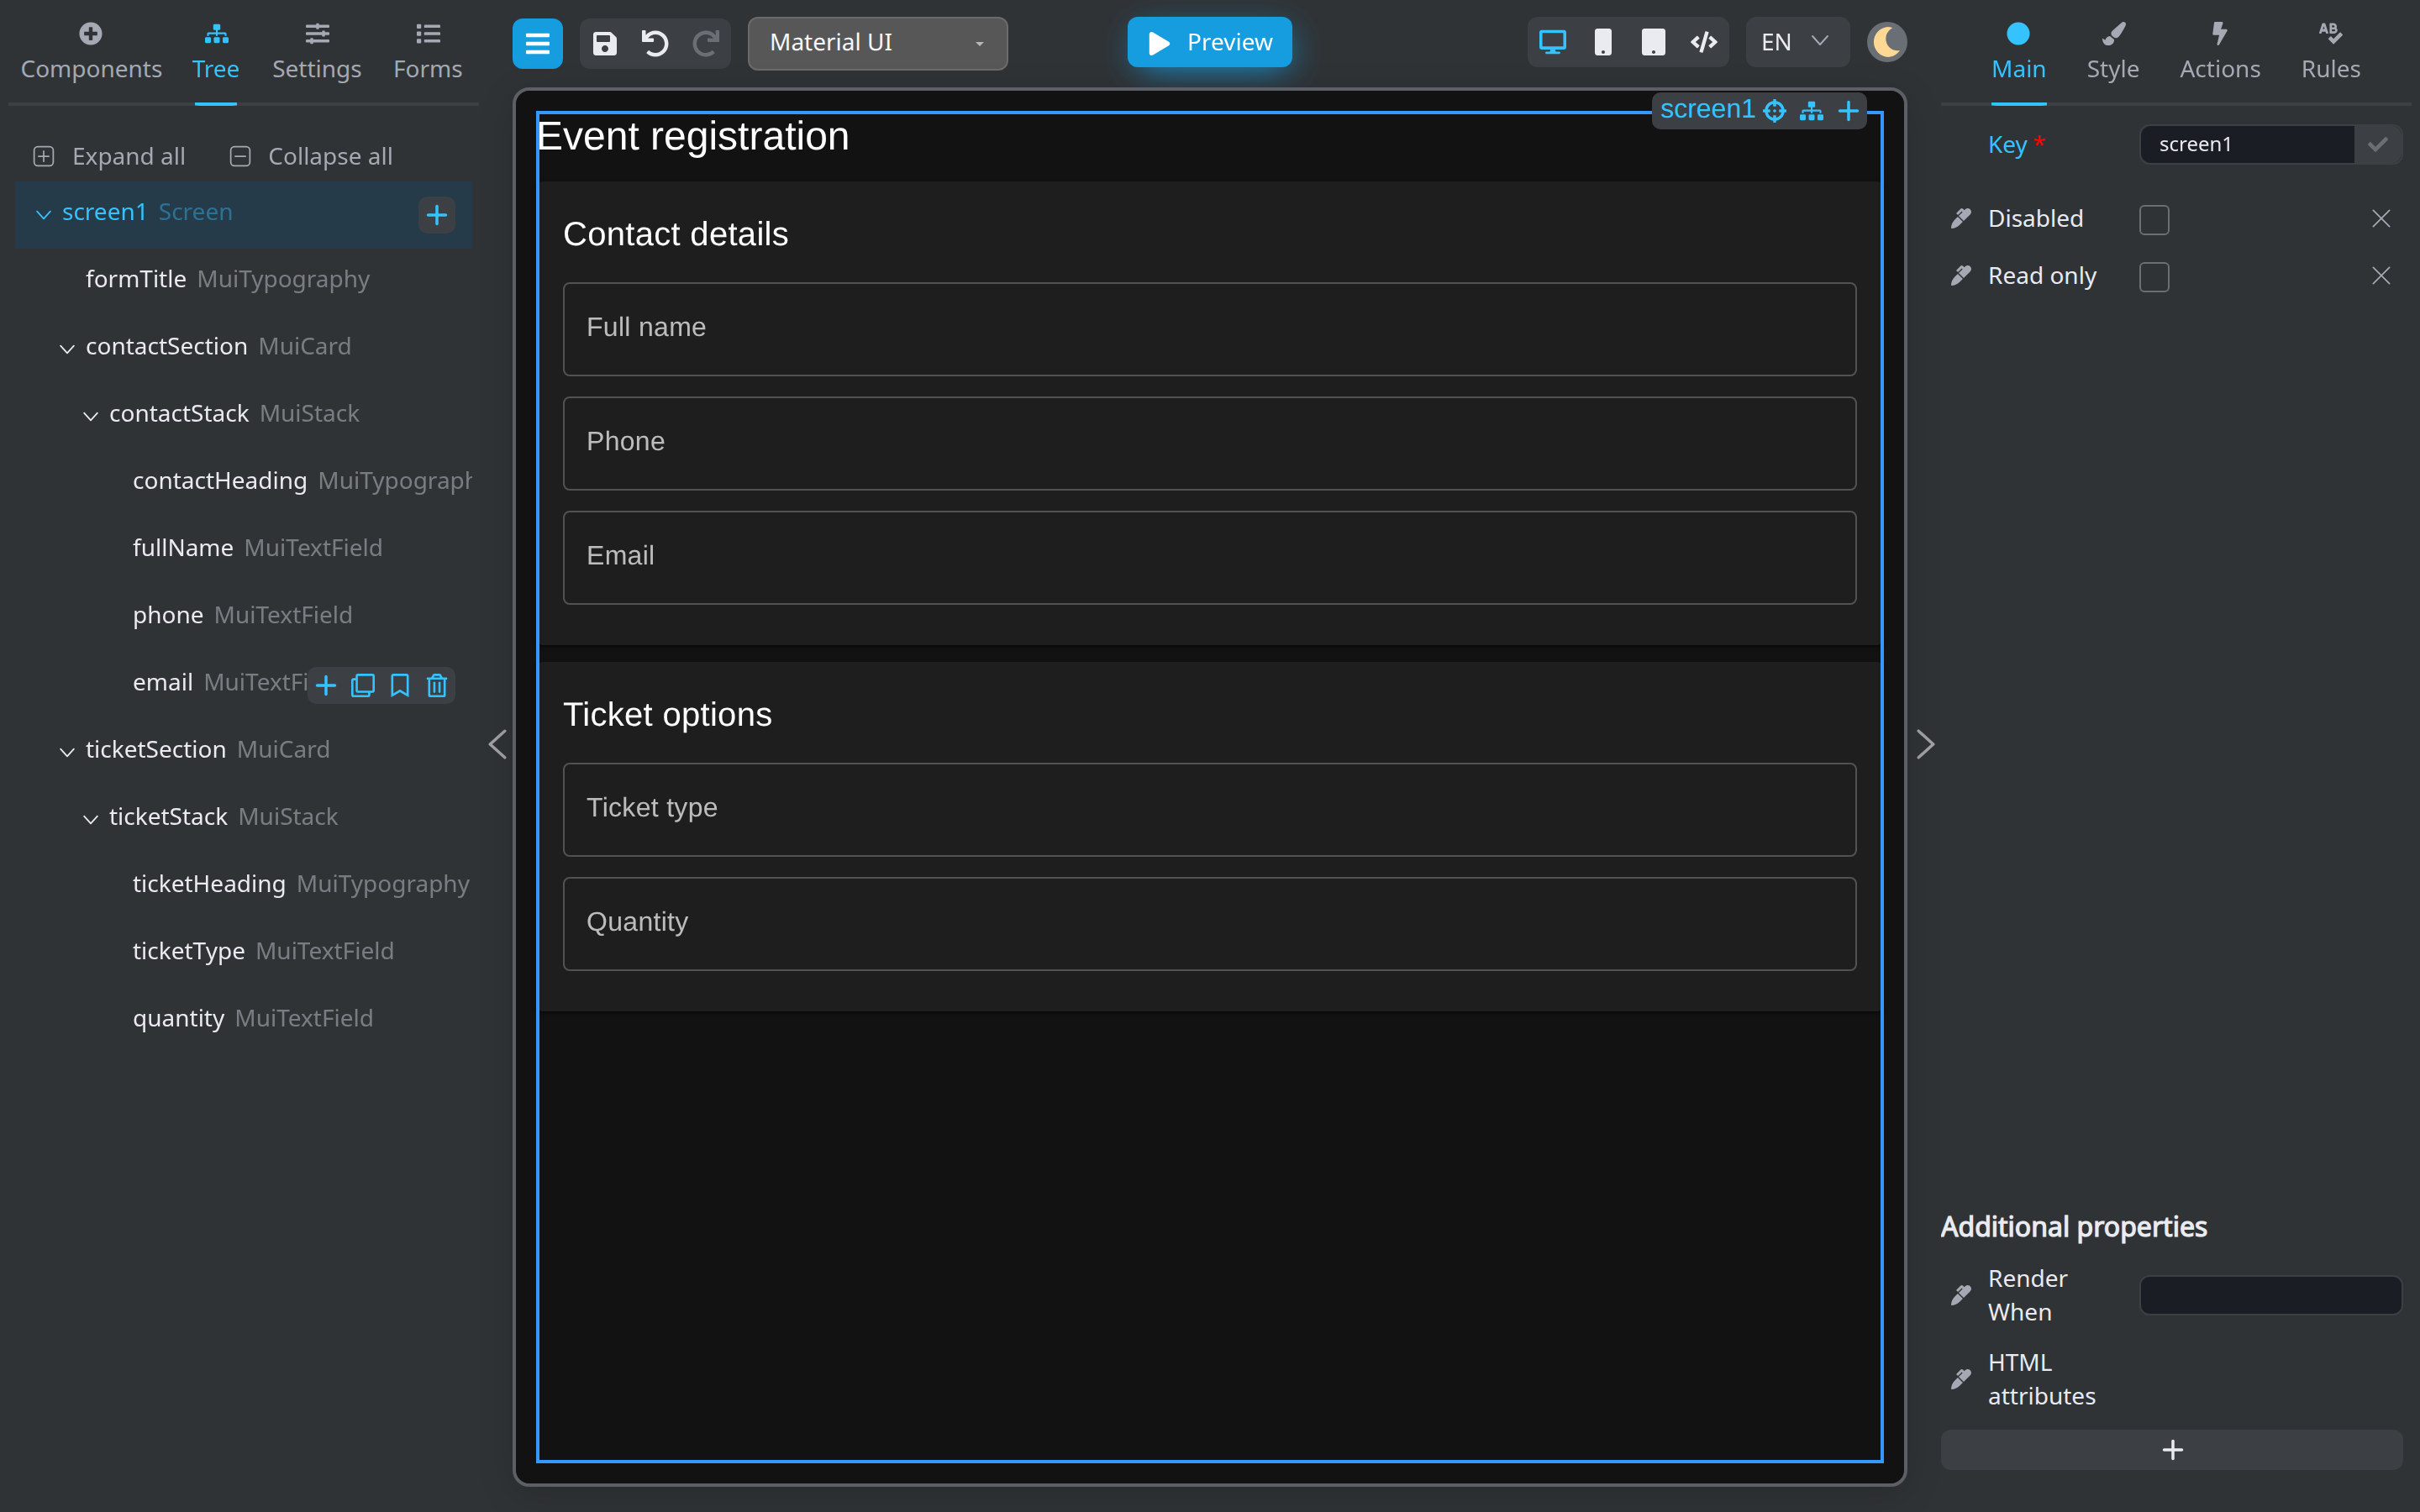 Components
Tree
Settings
Forms
Material UI
Preview
EN
Main
Style
Actions
Rules
Expand all
Collapse all
screen1 Screen
formTitle MuiTypography
contactSection MuiCard
contactStack MuiStack
contactHeading MuiTypograph
fullName MuiTextField
phone MuiTextField
email MuiTextFi
ticketSection MuiCard
ticketStack MuiStack
ticketHeading MuiTypography
ticketType MuiTextField
quantity MuiTextField
screen1
Event registration
Contact details
Full name
Phone
Email
Ticket options
Ticket type
Quantity
Key *
screen1
Disabled
Read only
Additional properties
Render
When
HTML
attributes